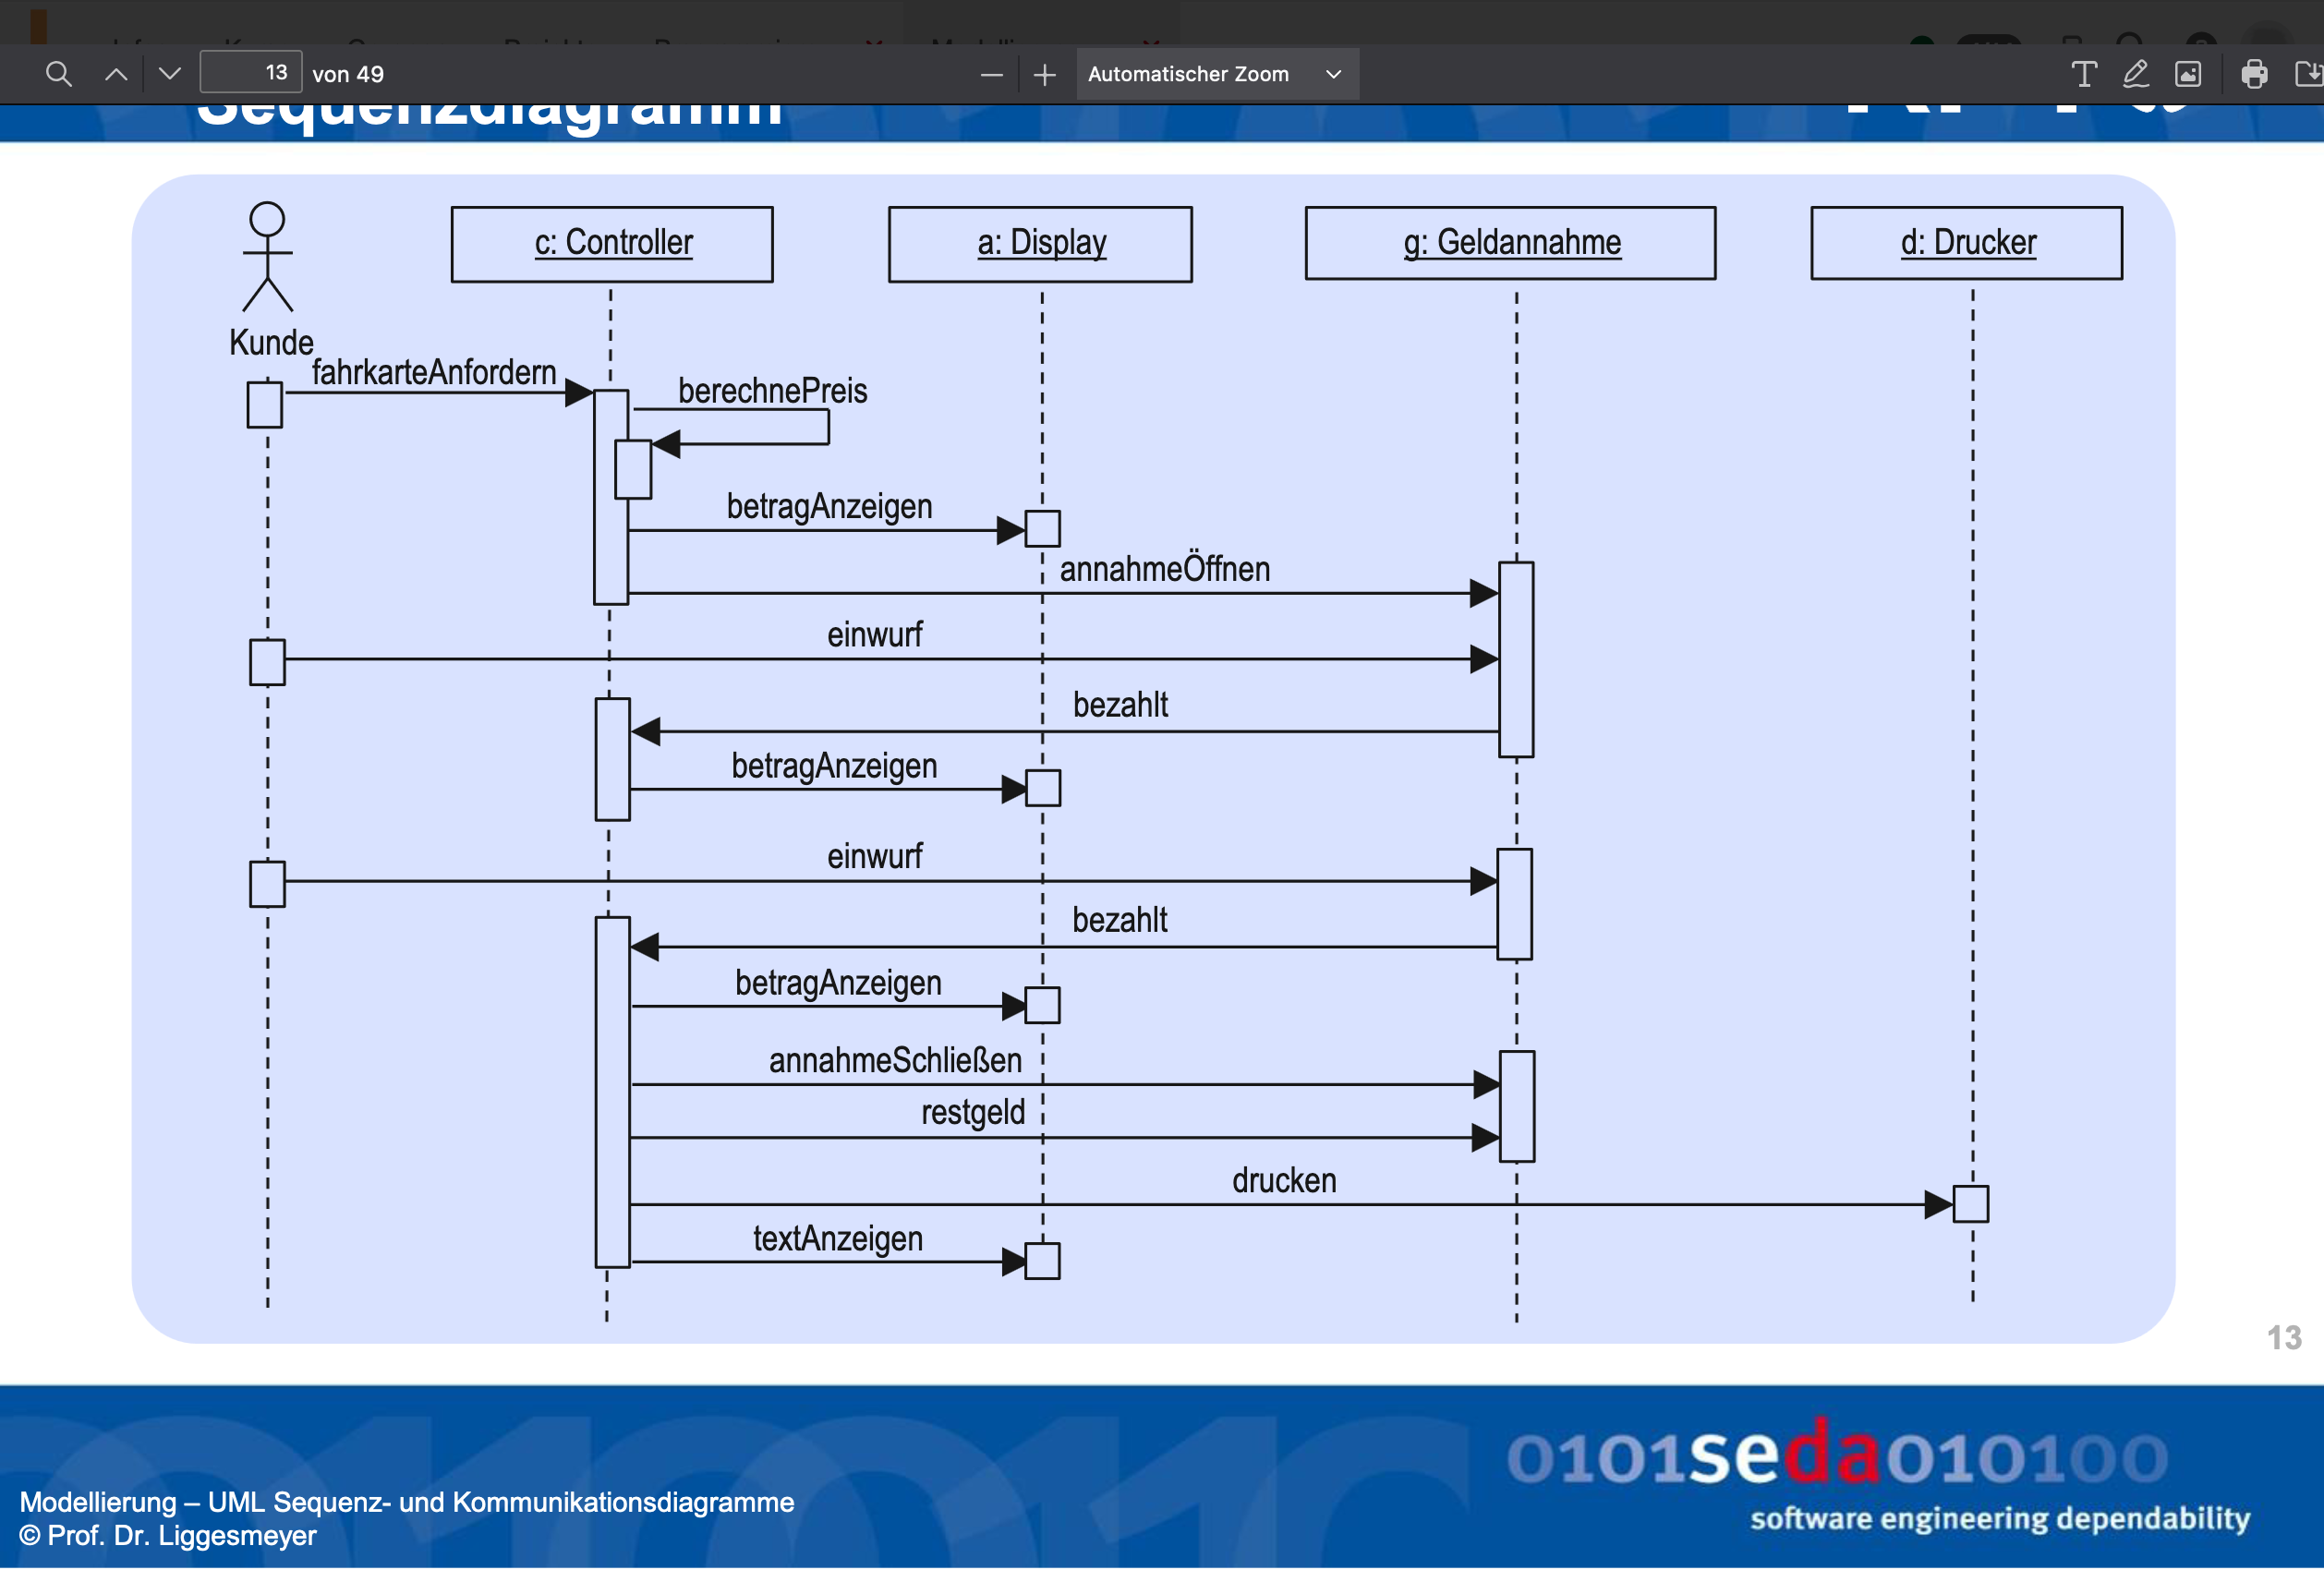 13 von 49 Automatischer Zoom
Sequenzdiagramm
c: Controller a: Display g: Geldannahme d: Drucker
Kunde
fahrkarteAnfordern
berechnePreis
betragAnzeigen
annahmeÖffnen
einwurf
bezahlt
betragAnzeigen
einwurf
bezahlt
betragAnzeigen
annahmeSchließen
restgeld
drucken
textAnzeigen
13
Modellierung – UML Sequenz- und Kommunikationsdiagramme
© Prof. Dr. Liggesmeyer
0101seda010100
software engineering dependability